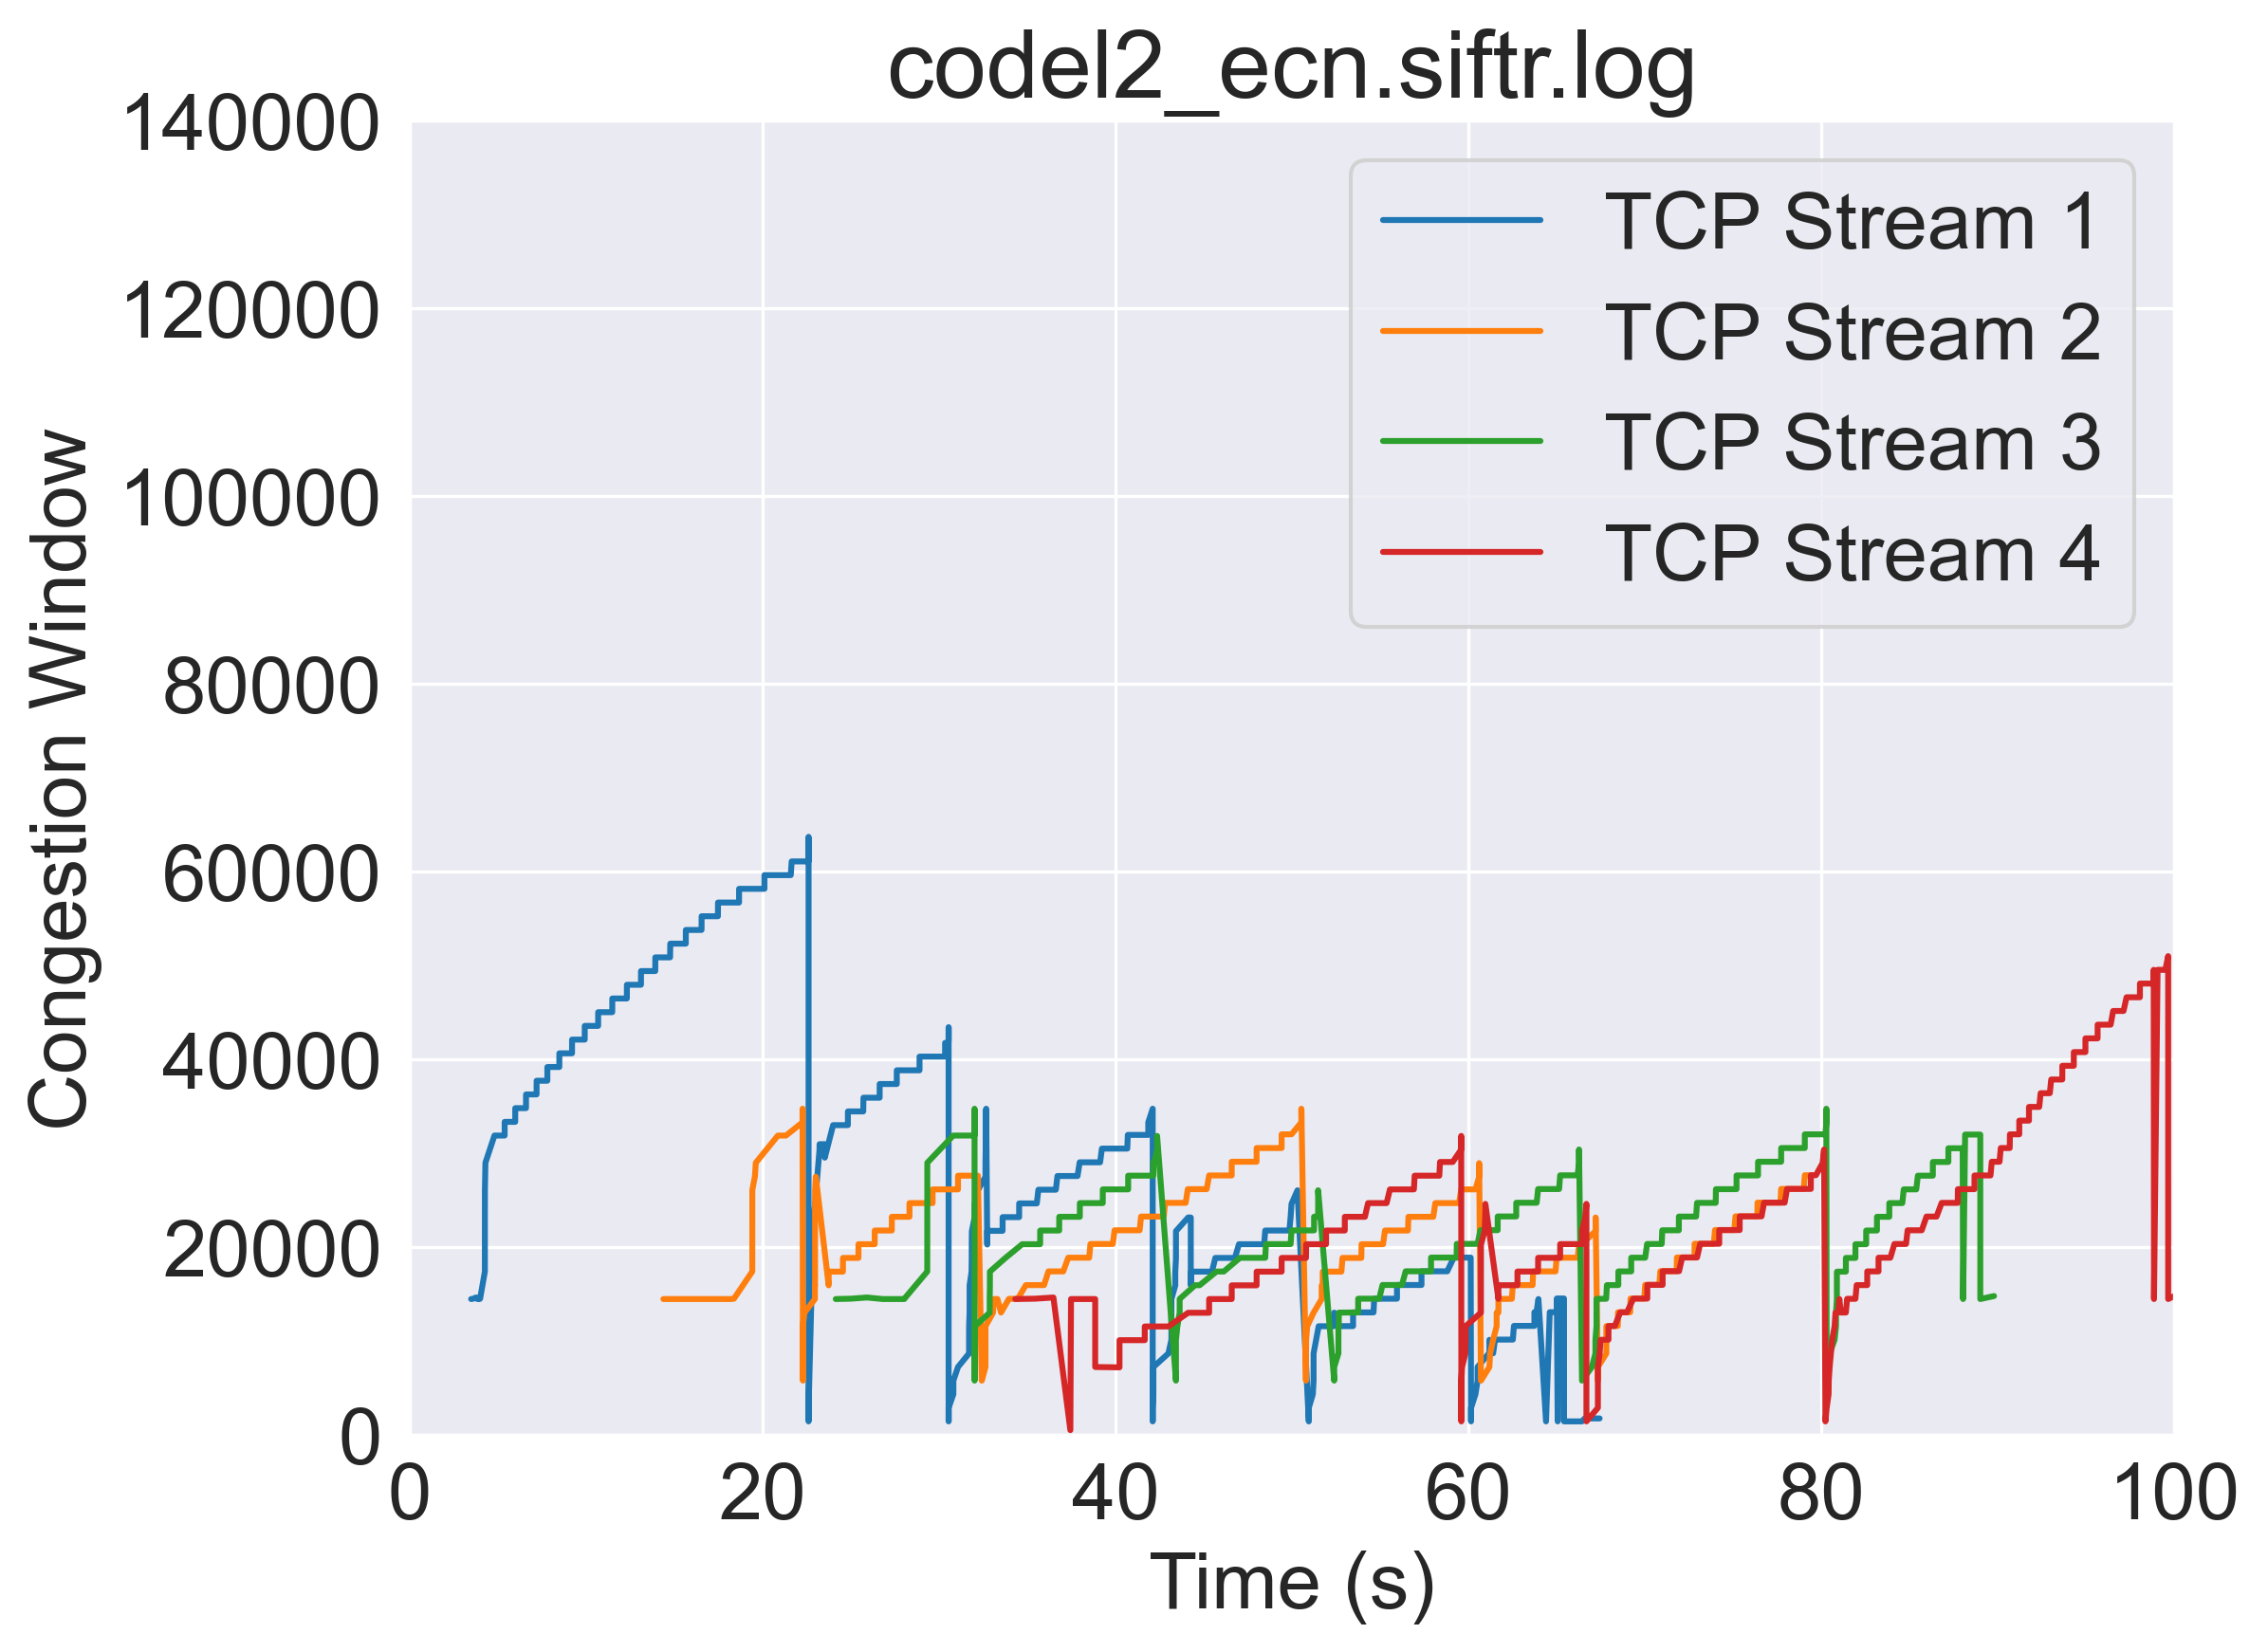 codel2_ecn.siftr.log
140000
120000
100000
80000
60000
40000
20000
0
Congestion Window
TCP Stream 1
TCP Stream 2
TCP Stream 3
TCP Stream 4
0 20 40 60 80 100
Time (s)